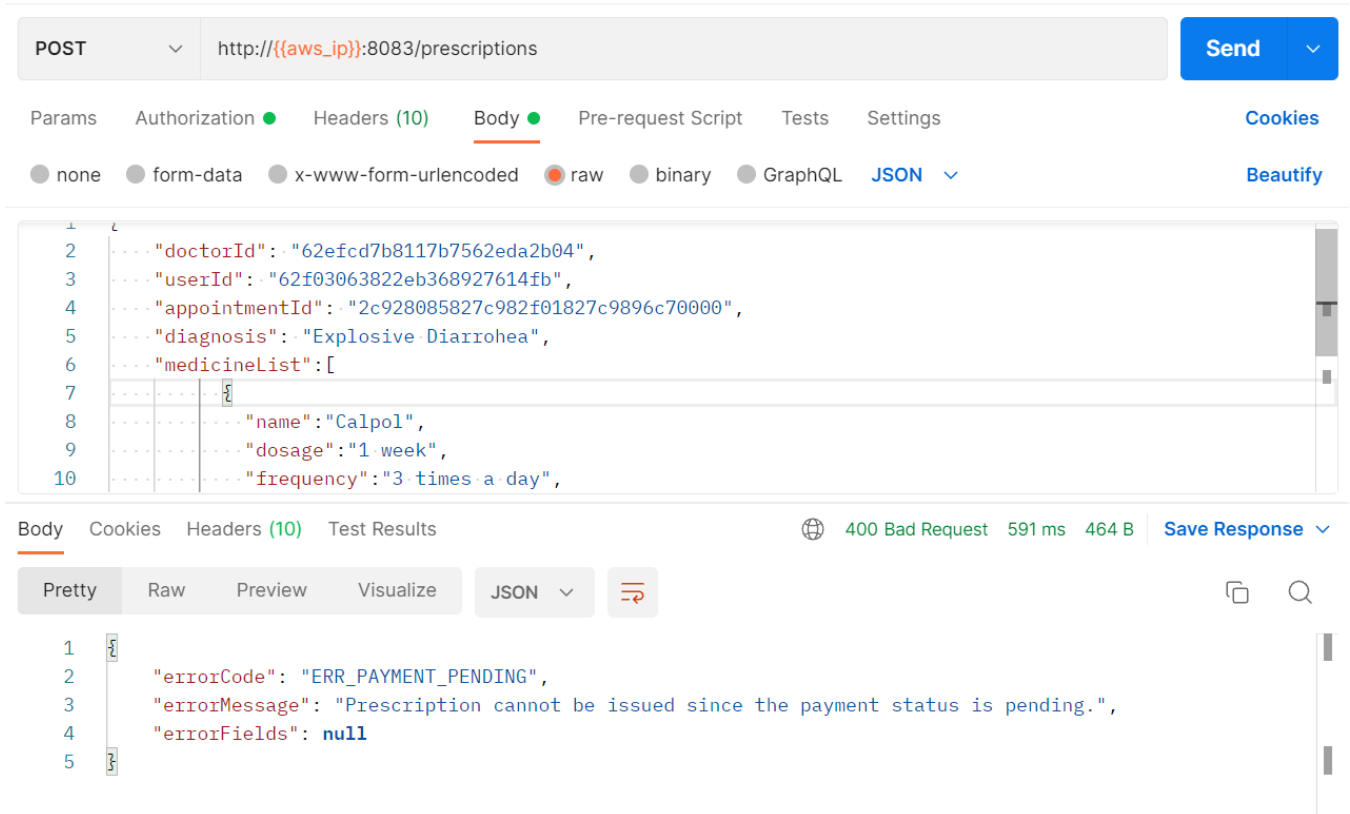 POST http://{{aws_ip}}:8083/prescriptions Send
Params Authorization Headers (10) Body Pre-request Script Tests Settings Cookies
none form-data x-www-form-urlencoded raw binary GraphQL JSON Beautify
1 {
2 "doctorId": "62efcd7b8117b7562eda2b04",
3 "userId": "62f03063822eb368927614fb",
4 "appointmentId": "2c928085827c982f01827c9896c70000",
5 "diagnosis": "Explosive Diarrohea",
6 "medicineList":[
7 {
8 "name":"Calpol",
9 "dosage":"1 week",
10 "frequency":"3 times a day",
Body Cookies Headers (10) Test Results 400 Bad Request 591 ms 464 B Save Response
Pretty Raw Preview Visualize JSON
1 {
2 "errorCode": "ERR_PAYMENT_PENDING",
3 "errorMessage": "Prescription cannot be issued since the payment status is pending.",
4 "errorFields": null
5 }